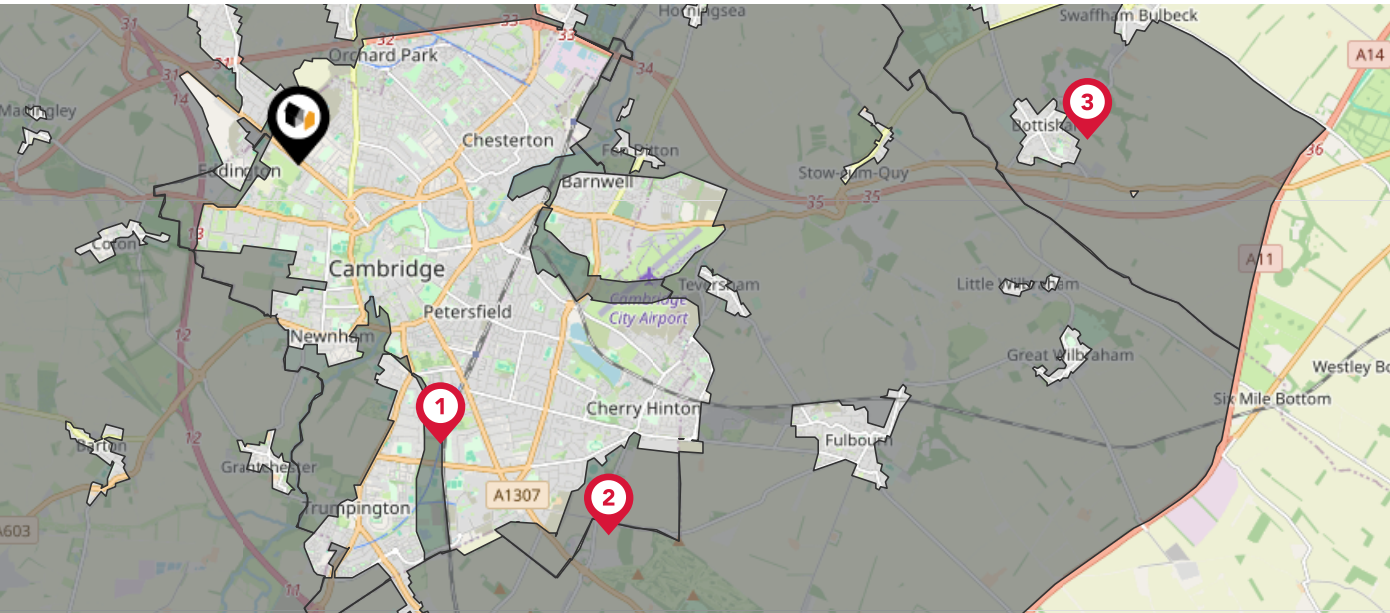 Horningsea
Swaffham Bulbeck
31
33
33
32
Orchard Park
A14
31
31
34
14
Madingley
3
Bottisham
Chesterton
Fen Ditton
36
Eddington
Stow-cum-Quy
Barnwell
35
35
13
Coton
A11
Cambridge
Teversham
Little Wilbraham
Cambridge
City Airport
Petersfield
12
Newnham
Great Wilbraham
Westley Bo
1
Cherry Hinton
Six Mile Bottom
12
Barton
Fulbourn
Grantchester
2
A1307
Trumpington
A603
11